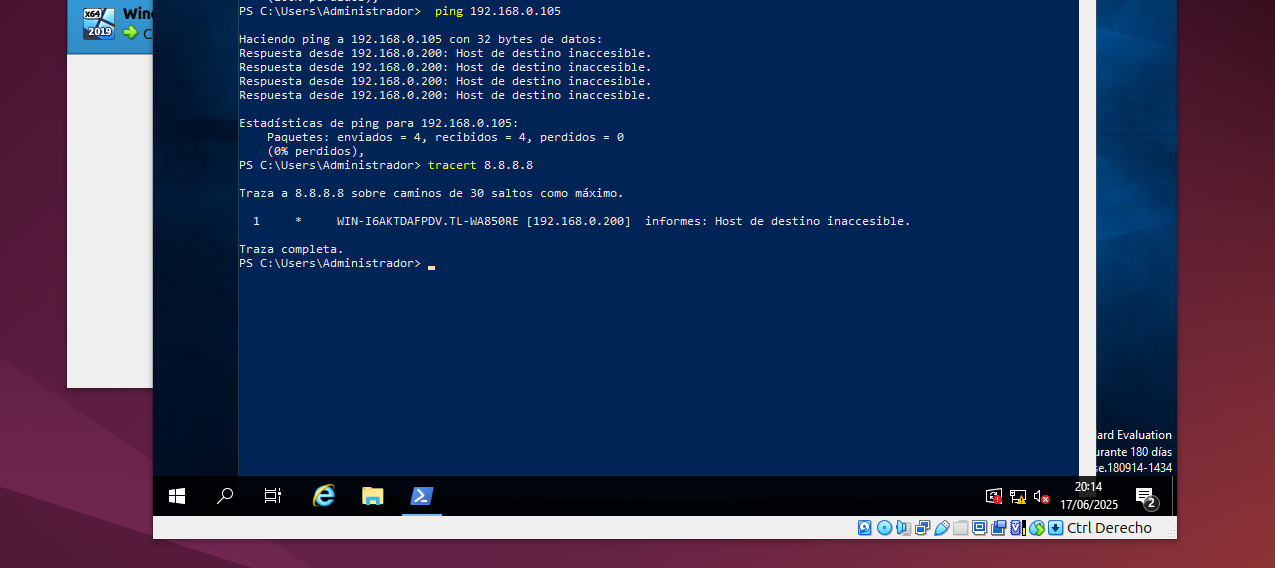 x64
2019
Wind
PS C:\Users\Administrador>  ping 192.168.0.105
Haciendo ping a 192.168.0.105 con 32 bytes de datos:
Respuesta desde 192.168.0.200: Host de destino inaccesible.
Respuesta desde 192.168.0.200: Host de destino inaccesible.
Respuesta desde 192.168.0.200: Host de destino inaccesible.
Respuesta desde 192.168.0.200: Host de destino inaccesible.
Estadísticas de ping para 192.168.0.105:
    Paquetes: enviados = 4, recibidos = 4, perdidos = 0
    (0% perdidos),
PS C:\Users\Administrador> tracert 8.8.8.8
Traza a 8.8.8.8 sobre caminos de 30 saltos como máximo.
  1     *     WIN-I6AKTDAFPDV.TL-WA850RE [192.168.0.200]  informes: Host de destino inaccesible.
Traza completa.
PS C:\Users\Administrador>
ard Evaluation
urante 180 días
se.180914-1434
20:14
17/06/2025
2
Ctrl Derecho